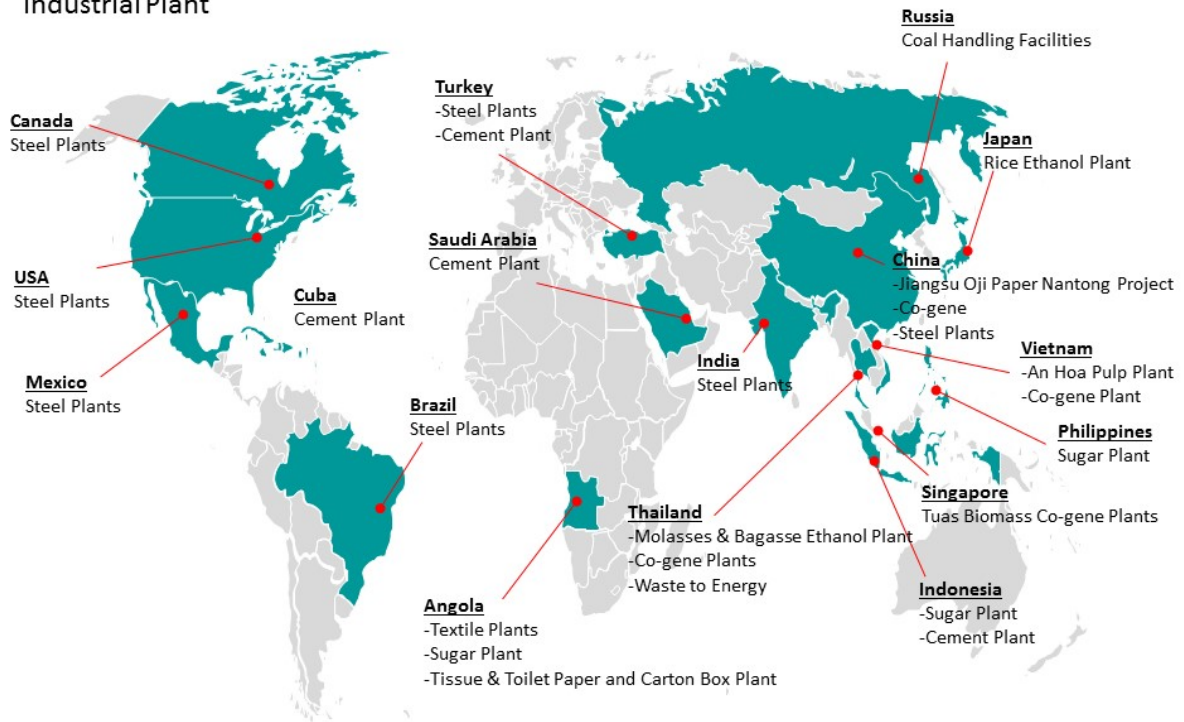 Industrial Plant
Russia
Coal Handling Facilities
Turkey
-Steel Plants
-Cement Plant
Canada
Steel Plants
Japan
Rice Ethanol Plant
Saudi Arabia
Cement Plant
China
-Jiangsu Oji Paper Nantong Project
-Co-gene
-Steel Plants
USA
Steel Plants
Cuba
Cement Plant
India
Steel Plants
Vietnam
-An Hoa Pulp Plant
-Co-gene Plant
Mexico
Steel Plants
Brazil
Steel Plants
Philippines
Sugar Plant
Singapore
Tuas Biomass Co-gene Plants
Thailand
-Molasses & Bagasse Ethanol Plant
-Co-gene Plants
-Waste to Energy
Indonesia
-Sugar Plant
-Cement Plant
Angola
-Textile Plants
-Sugar Plant
-Tissue & Toilet Paper and Carton Box Plant